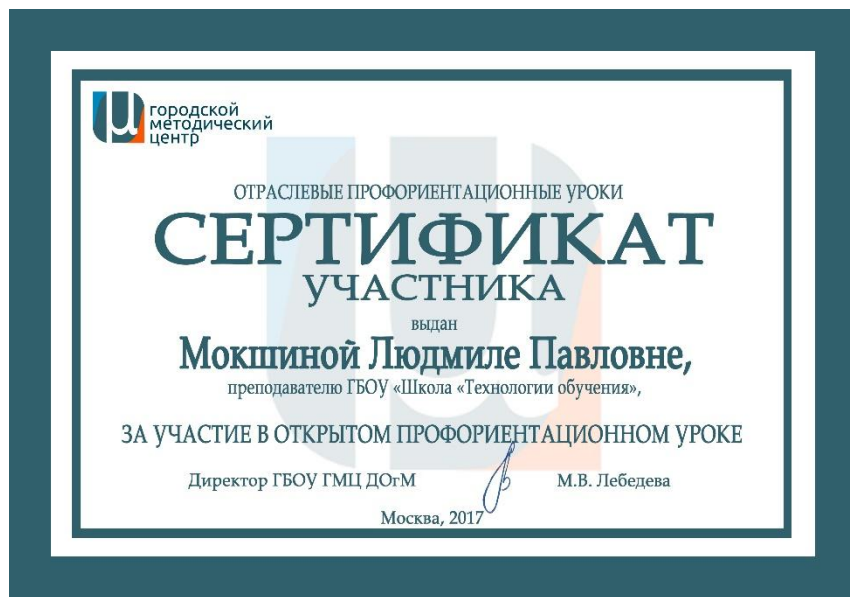 городской
методический
центр
ОТРАСЛЕВЫЕ ПРОФОРИЕНТАЦИОННЫЕ УРОКИ
СЕРТИФИКАТ
УЧАСТНИКА
выдан
Мокшиной Людмиле Павловне,
преподавателю ГБОУ «Школа «Технологии обучения»,
ЗА УЧАСТИЕ В ОТКРЫТОМ ПРОФОРИЕНТАЦИОННОМ УРОКЕ
Директор ГБОУ ГМЦ ДОгМ М.В. Лебедева
Москва, 2017